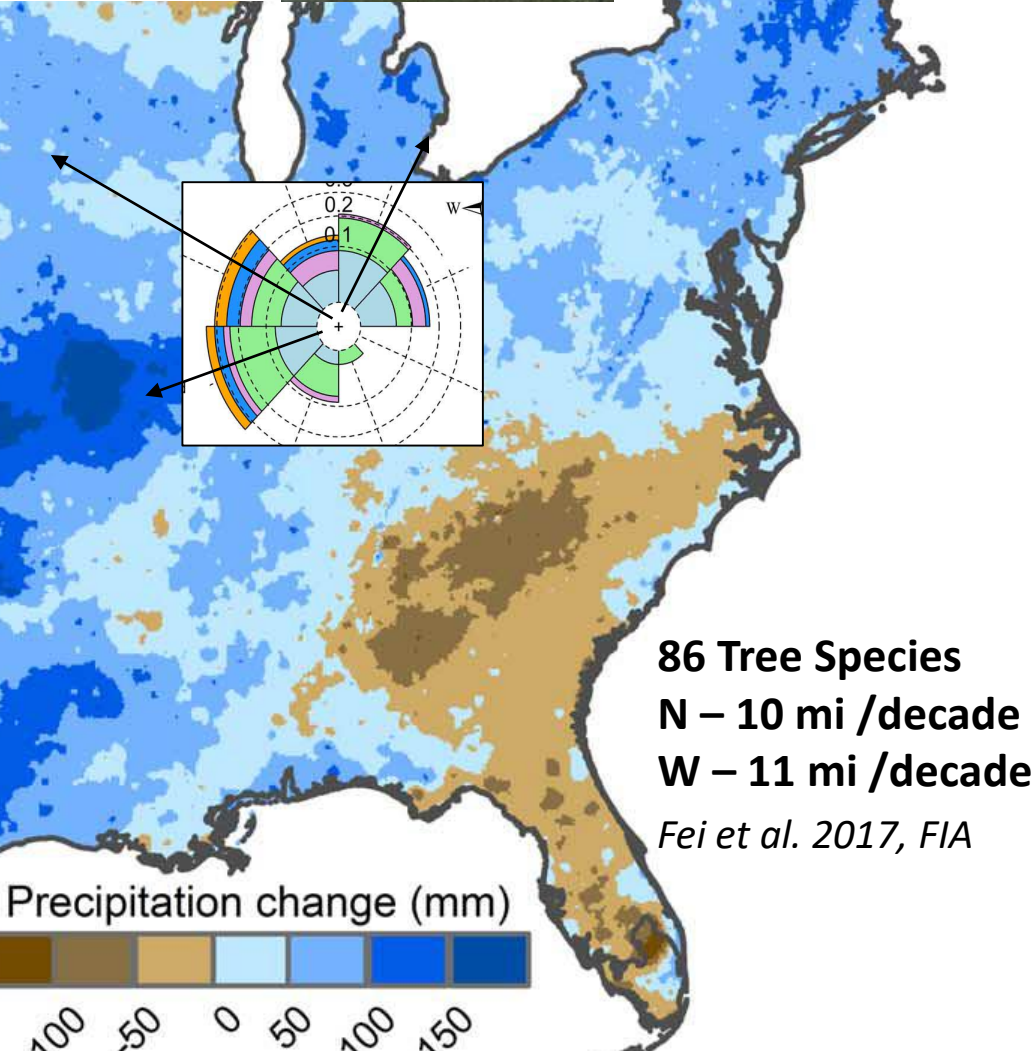 0.2
W
0.1
86 Tree Species
N – 10 mi /decade
W – 11 mi /decade
Fei et al. 2017, FIA
Precipitation change (mm)
-50 0 50 100 150